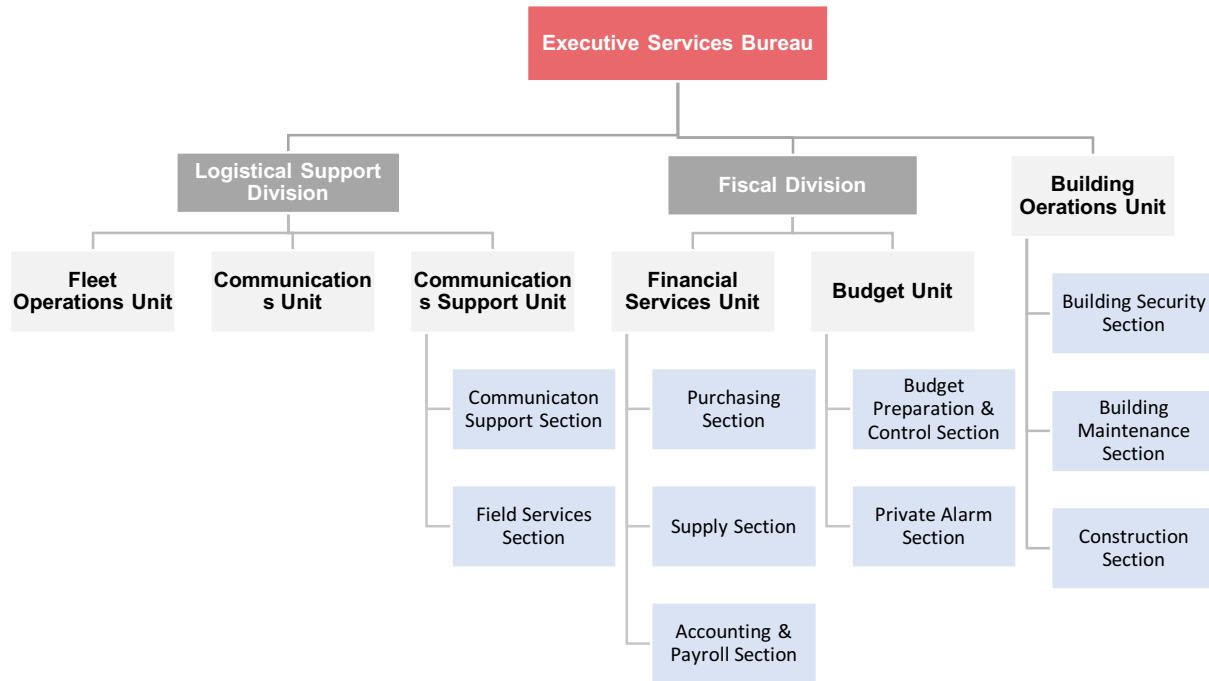 Executive Services Bureau
Logistical Support
Division
Fiscal Division
Building
Oerations Unit
Fleet
Operations Unit
Communication
s Unit
Communication
s Support Unit
Financial
Services Unit
Budget Unit
Building Security
Section
Communicaton
Support Section
Purchasing
Section
Budget
Preparation &
Control Section
Building
Maintenance
Section
Field Services
Section
Supply Section
Private Alarm
Section
Construction
Section
Accounting &
Payroll Section